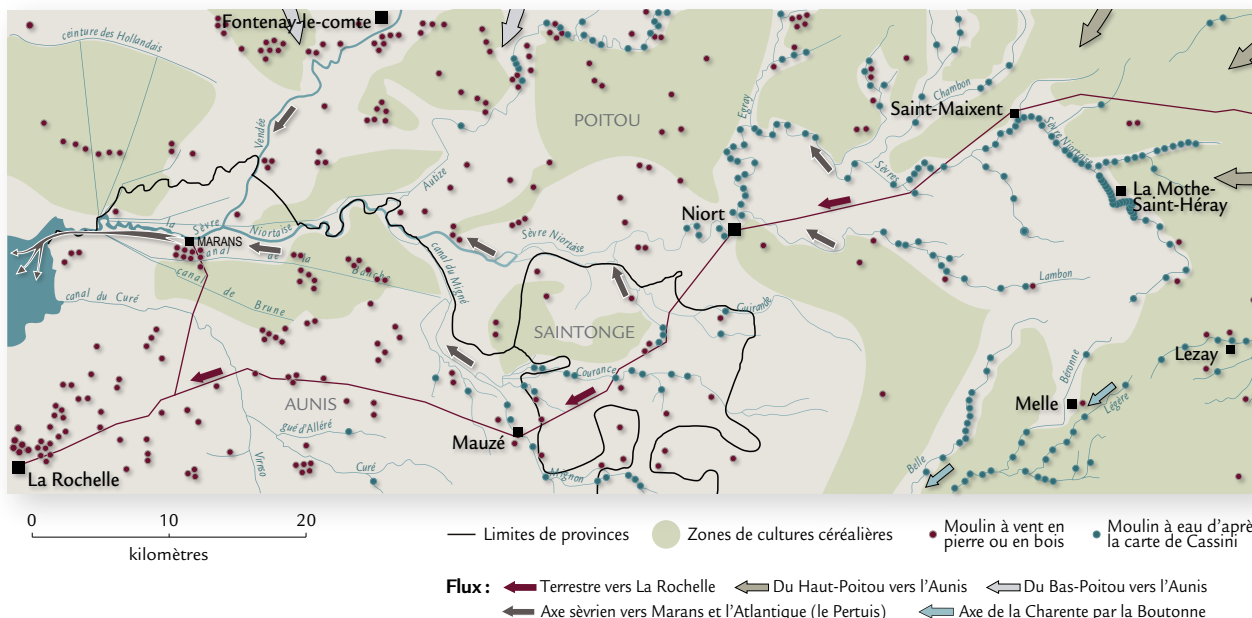 Fontenay-le-comte
ceinture des Hollandais
Vendée
POITOU
Egray
Chambon
Saint-Maixent
Sèvre Niortaise
Sèvres
La Mothe-
Saint-Héray
Autize
Niort
la Sèvre Niortaise
MARANS
canal de la Banche
canal de Brune
canal du Curé
canal du Migné
Sèvre Niortaise
Lambon
Guirande
SAINTONGE
Courance
Lezay
Béronne
Légère
Melle
AUNIS
gué d'Alléré
Mauzé
Curé
Mignon
Belle
La Rochelle
0 10 20
kilomètres
Limites de provinces
Zones de cultures céréalières
Moulin à vent en
pierre ou en bois
Moulin à eau d'aprè
la carte de Cassini
Flux :
Terrestre vers La Rochelle
Du Haut-Poitou vers l'Aunis
Du Bas-Poitou vers l'Aunis
Axe sèvrien vers Marans et l'Atlantique (le Pertuis)
Axe de la Charente par la Boutonne